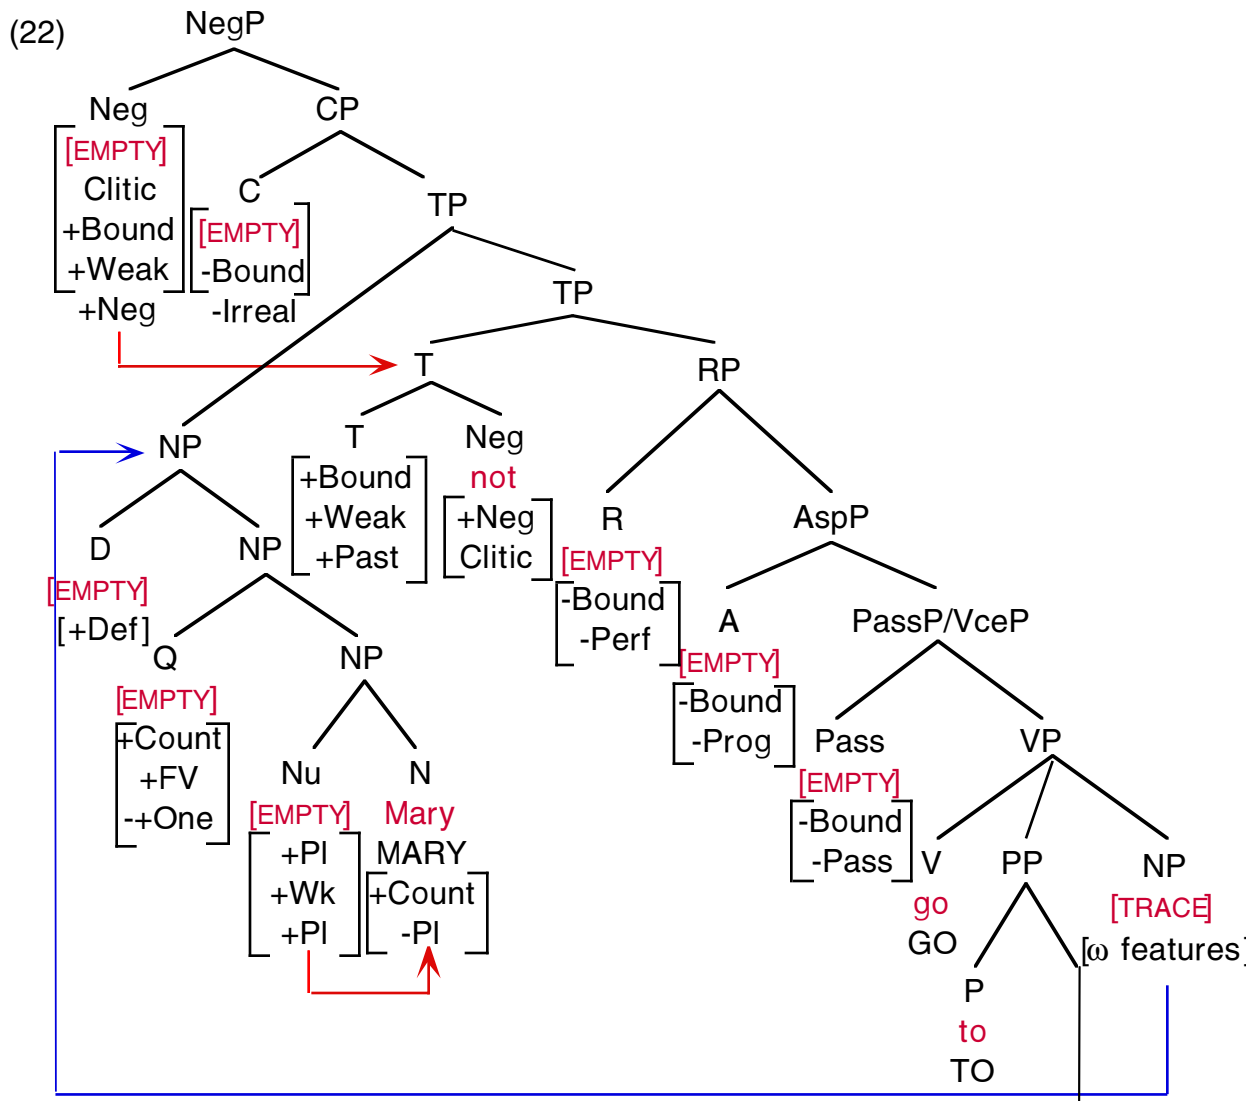 (22)
NegP
Neg CP
[EMPTY]
Clitic
+Bound
+Weak
+Neg
C TP
[EMPTY]
-Bound
-Irreal
TP
T RP
NP
T Neg
+Bound
+Weak
+Past
not
+Neg
Clitic
D NP
[EMPTY]
[+Def]
R AspP
[EMPTY]
-Bound
-Perf
Q NP
[EMPTY]
+Count
+FV
-+One
A PassP/VceP
[EMPTY]
-Bound
-Prog
Nu N
[EMPTY]
+Pl
+Wk
+Pl
Mary
MARY
+Count
-Pl
Pass VP
[EMPTY]
-Bound
-Pass
V PP NP
go
GO
[TRACE]
[ω features]
P
to
TO